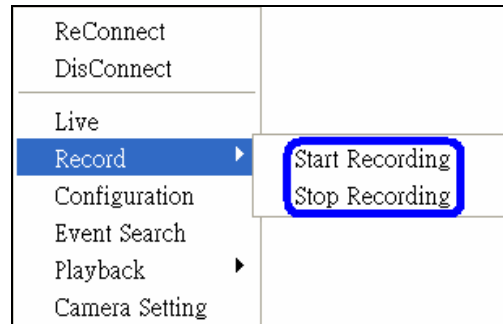 ReConnect
DisConnect
Live
Record
Start Recording
Stop Recording
Configuration
Event Search
Playback
Camera Setting